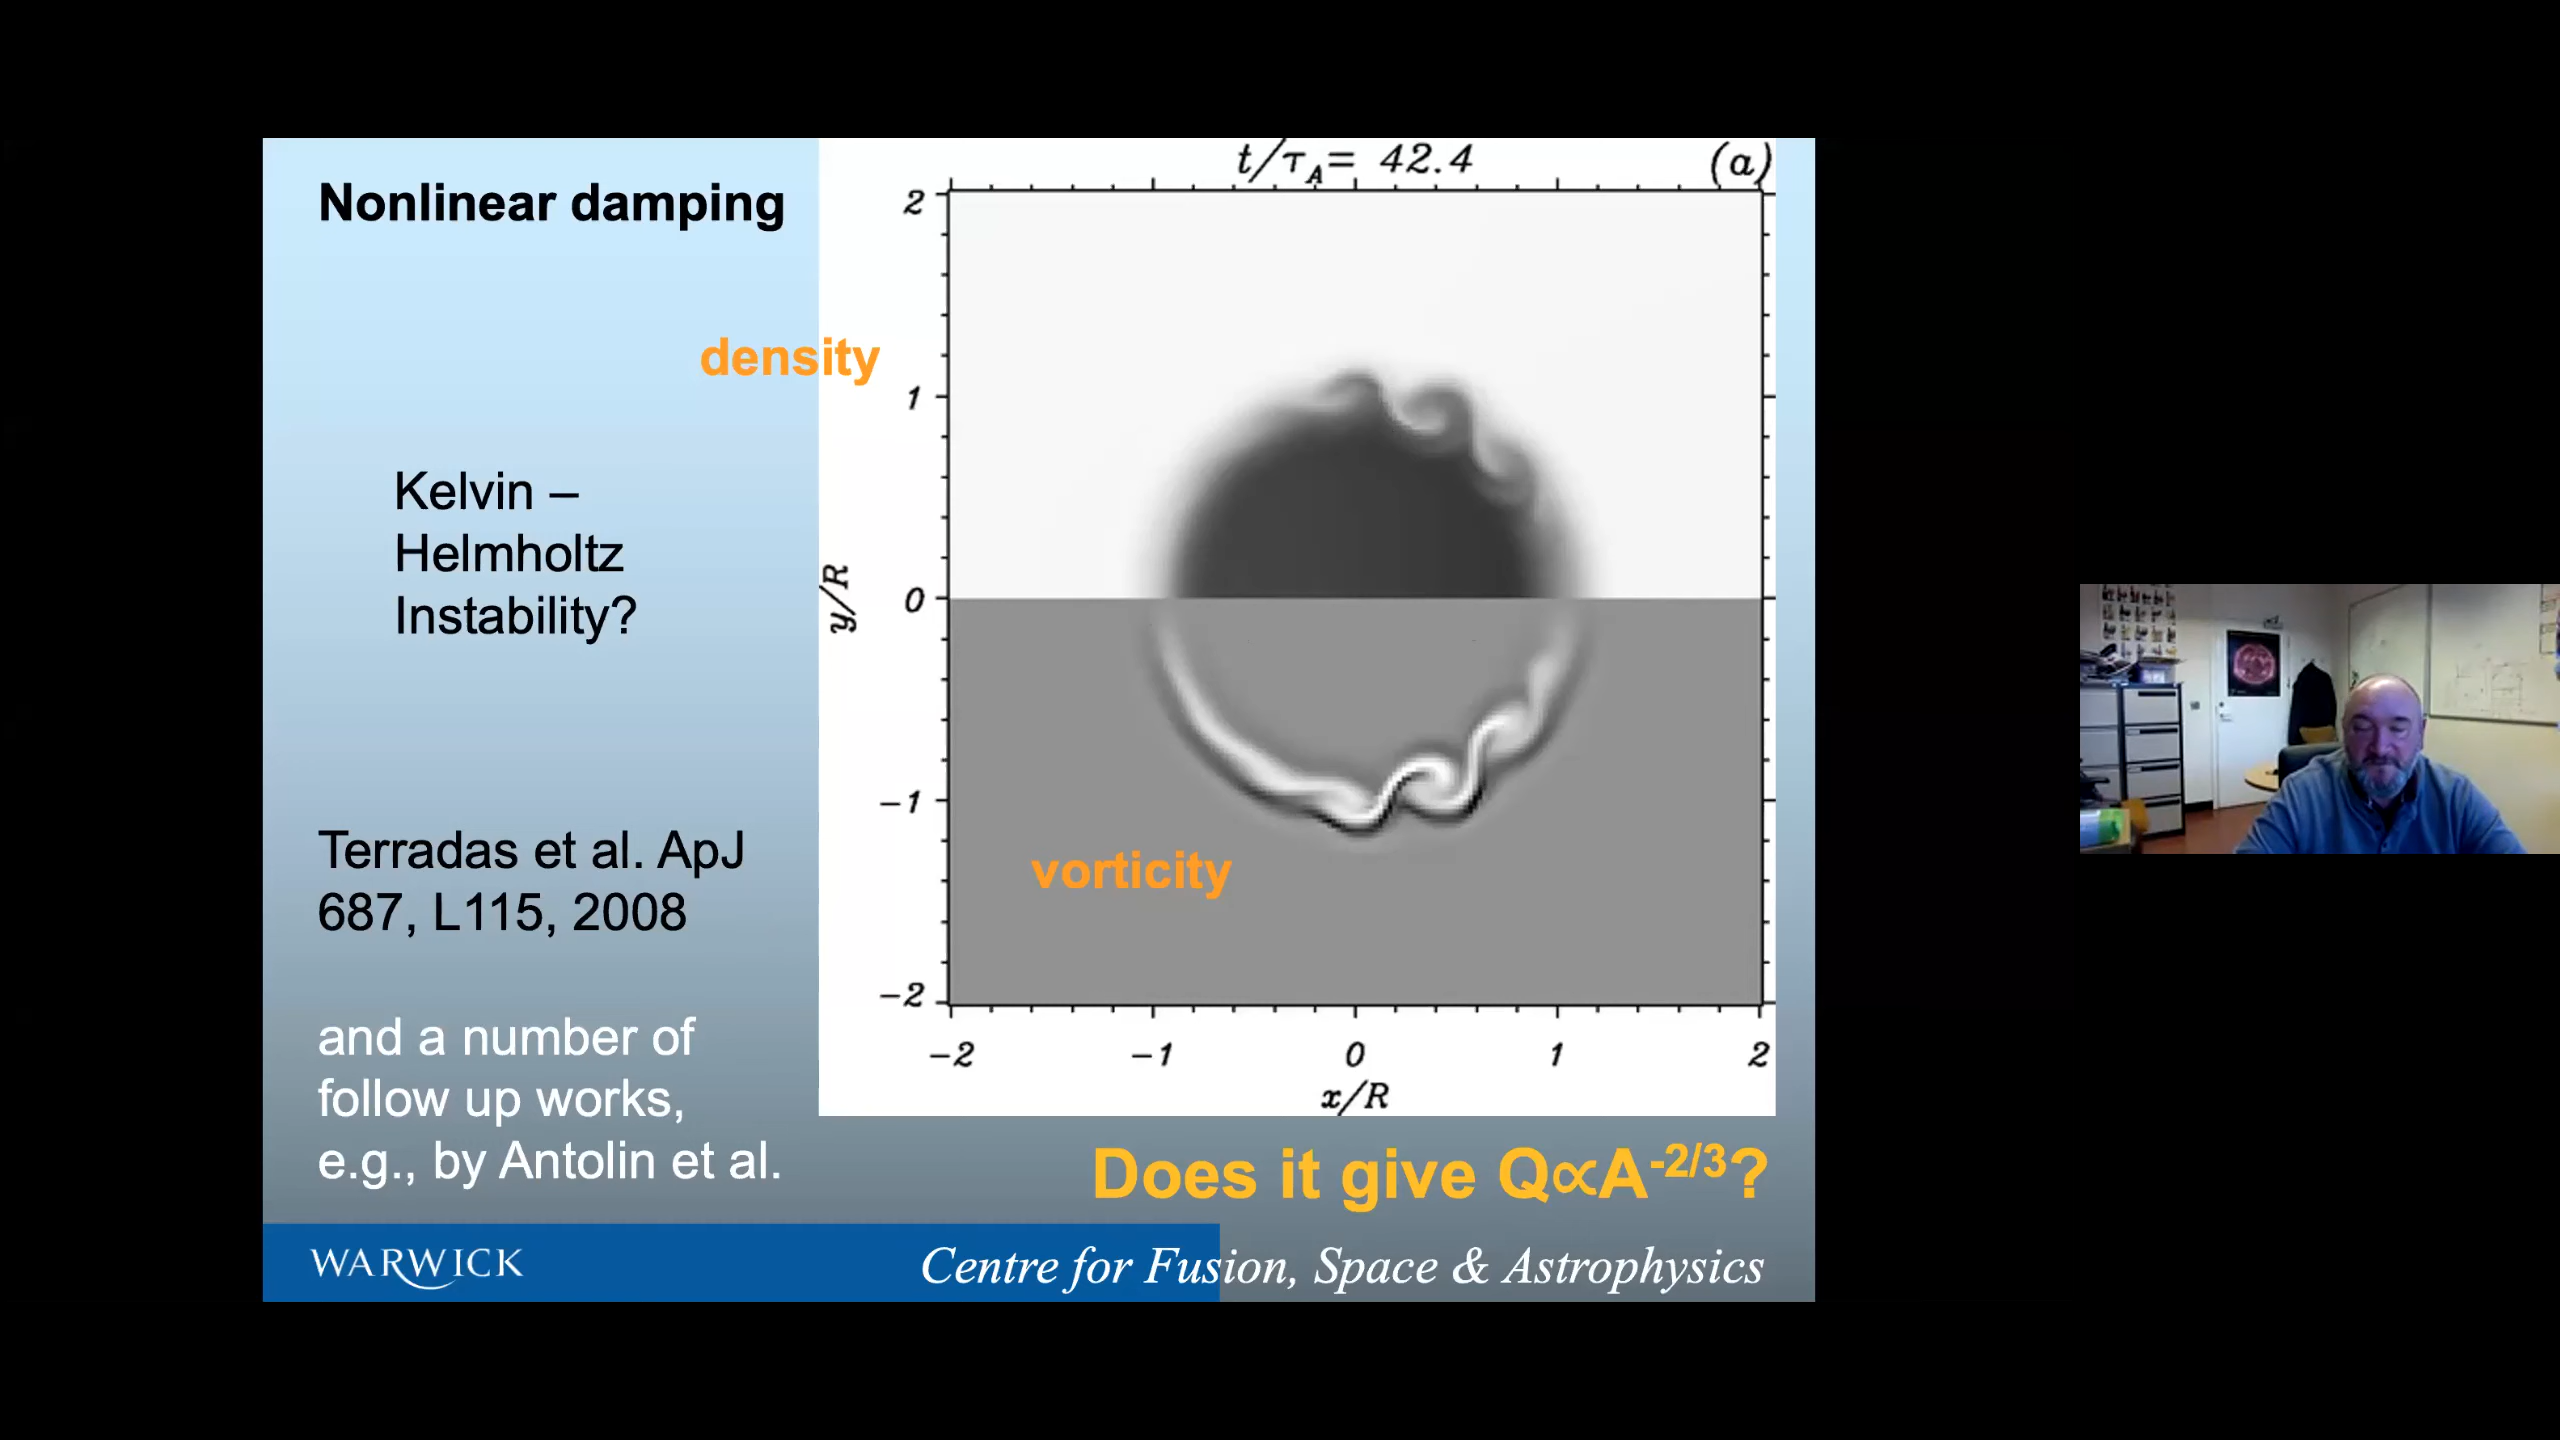 Nonlinear damping
density
Kelvin –
Helmholtz
Instability?
Terradas et al. ApJ
687, L115, 2008
and a number of
follow up works,
e.g., by Antolin et al.
t/τA= 42.4
(a)
2
1
0
−1
−2
y/R
vorticity
−2 −1 0 1 2
x/R
Does it give Q∝A-2/3?
WARWICK
Centre for Fusion, Space & Astrophysics